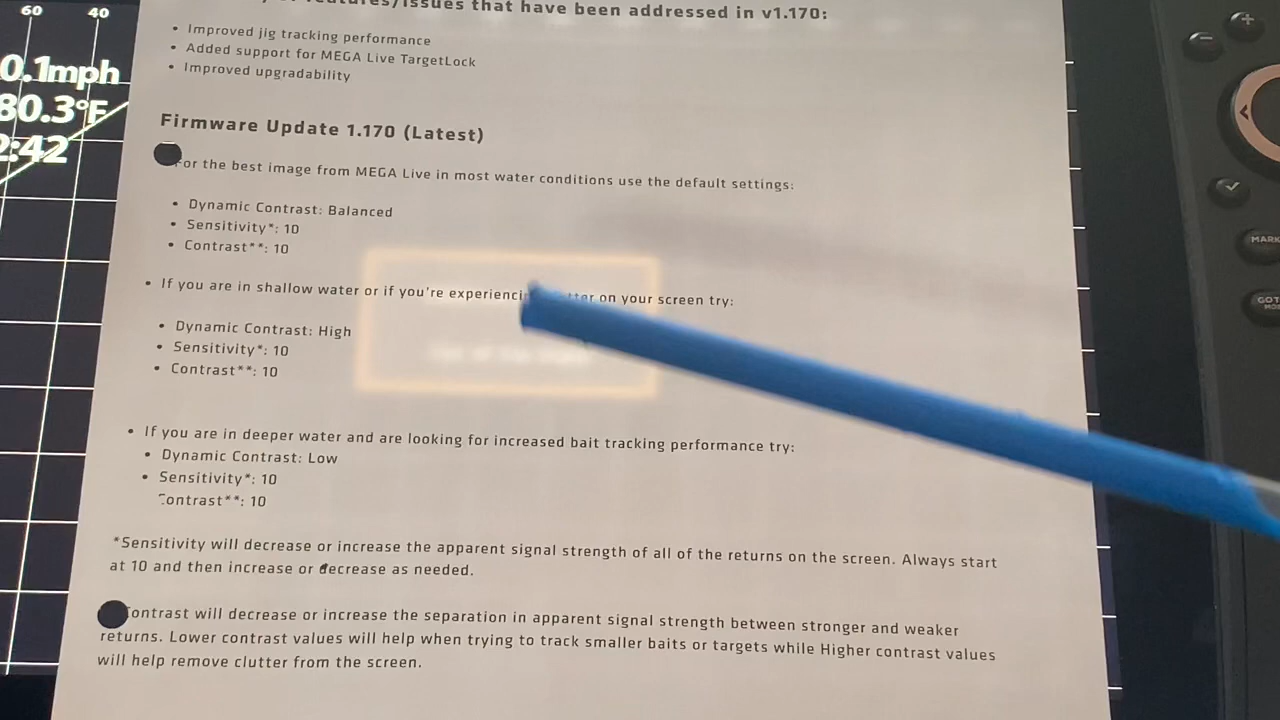 60 40
0.1mph
80.3°F
2:42
features/issues that have been addressed in v1.170:
• Improved jig tracking performance
• Added support for MEGA Live TargetLock
• Improved upgradability
Firmware Update 1.170 (Latest)
For the best image from MEGA Live in most water conditions use the default settings:
• Dynamic Contrast: Balanced
• Sensitivity*: 10
• Contrast**: 10
• If you are in shallow water or if you're on your screen try:
• Dynamic Contrast: High
• Sensitivity*: 10
• Contrast**: 10
• If you are in deeper water and are looking for increased bait tracking performance try:
• Dynamic Contrast: Low
• Sensitivity*: 10
Contrast**: 10
*Sensitivity will decrease or increase the apparent signal strength of all of the returns on the screen. Always start
at 10 and then increase or decrease as needed.
Contrast will decrease or increase the separation in apparent signal strength between stronger and weaker
returns. Lower contrast values will help when trying to track smaller baits or targets while Higher contrast values
will help remove clutter from the screen.
+
−
MARK